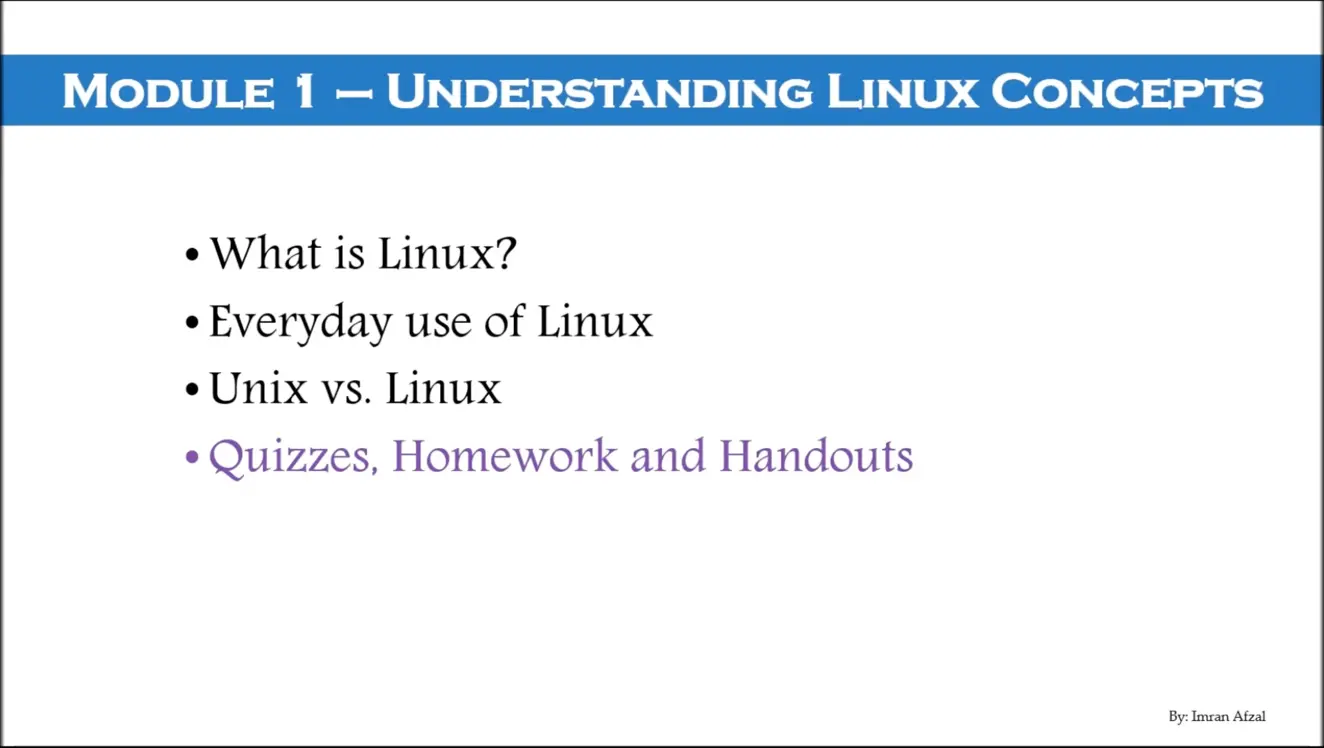 MODULE 1 – UNDERSTANDING LINUX CONCEPTS
• What is Linux?
• Everyday use of Linux
• Unix vs. Linux
• Quizzes, Homework and Handouts
By: Imran Afzal